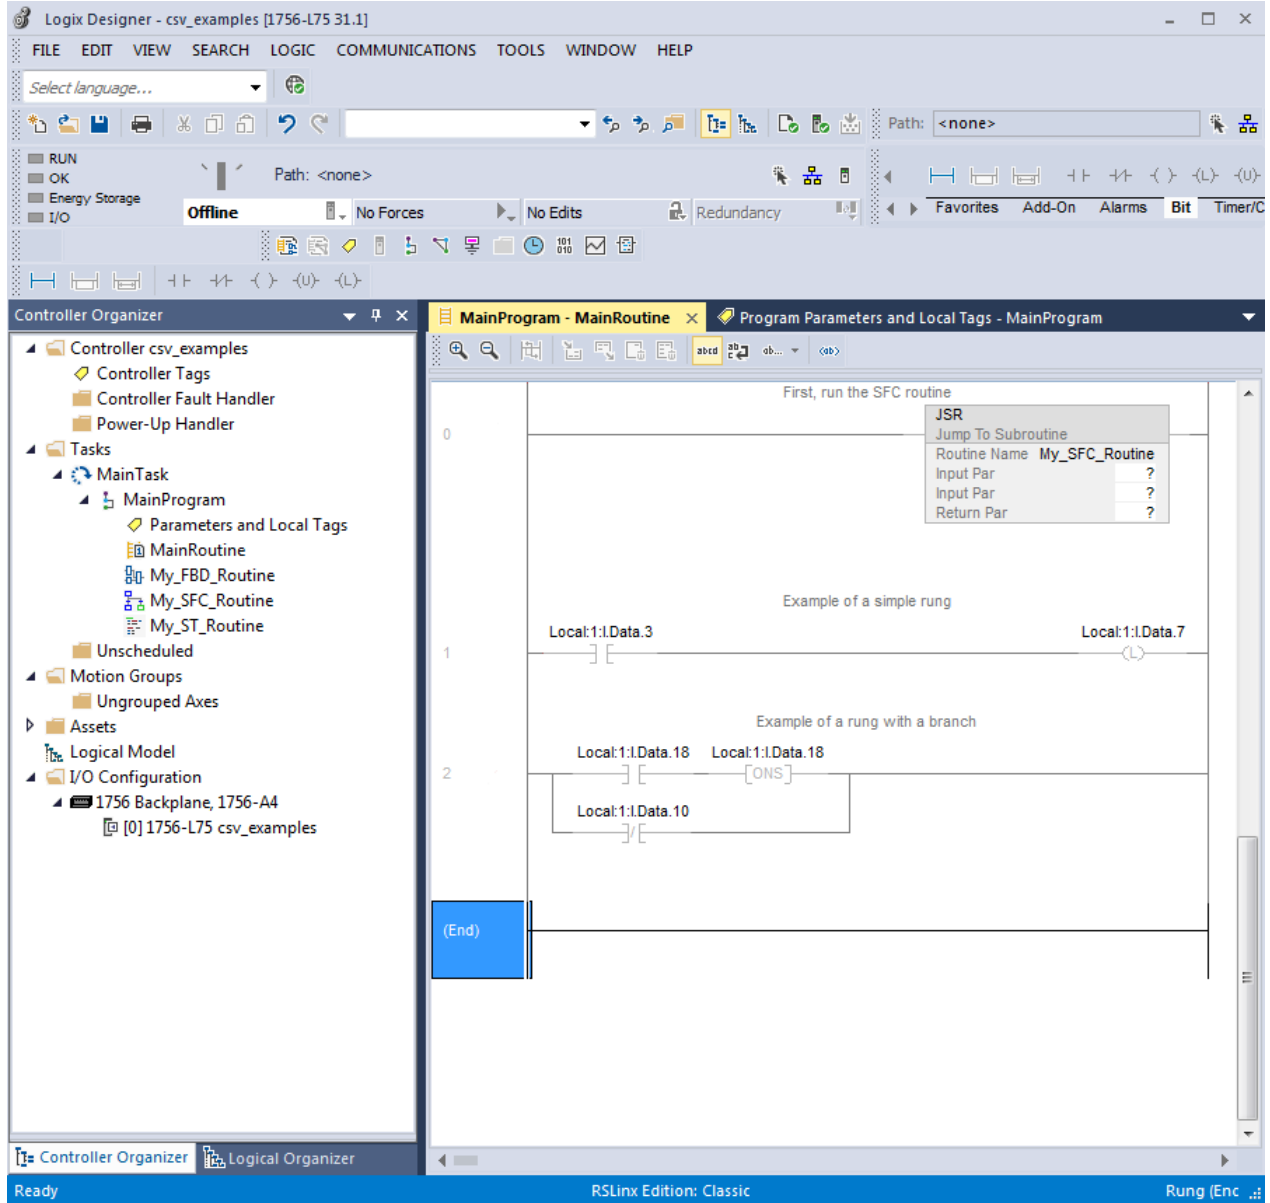 Logix Designer - csv_examples [1756-L75 31.1]
FILE EDIT VIEW SEARCH LOGIC COMMUNICATIONS TOOLS WINDOW HELP
Select language...
Path: <none>
RUN
OK
Energy Storage
I/O
Path: <none>
Offline No Forces No Edits Redundancy
Favorites Add-On Alarms Bit Timer/C
Controller Organizer
Controller csv_examples
Controller Tags
Controller Fault Handler
Power-Up Handler
Tasks
MainTask
MainProgram
Parameters and Local Tags
MainRoutine
My_FBD_Routine
My_SFC_Routine
My_ST_Routine
Unscheduled
Motion Groups
Ungrouped Axes
Assets
Logical Model
I/O Configuration
1756 Backplane, 1756-A4
[0] 1756-L75 csv_examples
Controller Organizer Logical Organizer
MainProgram - MainRoutine Program Parameters and Local Tags - MainProgram
First, run the SFC routine
0
JSR
Jump To Subroutine
Routine Name My_SFC_Routine
Input Par ?
Input Par ?
Return Par ?
Example of a simple rung
Local:1:I.Data.3 Local:1:I.Data.7
1 (L)
Example of a rung with a branch
Local:1:I.Data.18 Local:1:I.Data.18
2 [ONS]
Local:1:I.Data.10
(End)
Ready RSLinx Edition: Classic Rung (Enc